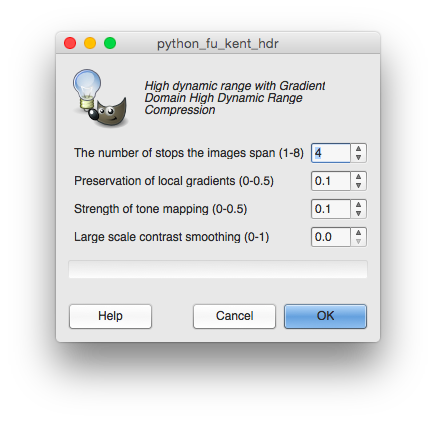 python_fu_kent_hdr
High dynamic range with Gradient
Domain High Dynamic Range
Compression
The number of stops the images span (1-8) 4
Preservation of local gradients (0-0.5) 0.1
Strength of tone mapping (0-0.5) 0.1
Large scale contrast smoothing (0-1) 0.0
Help Cancel OK